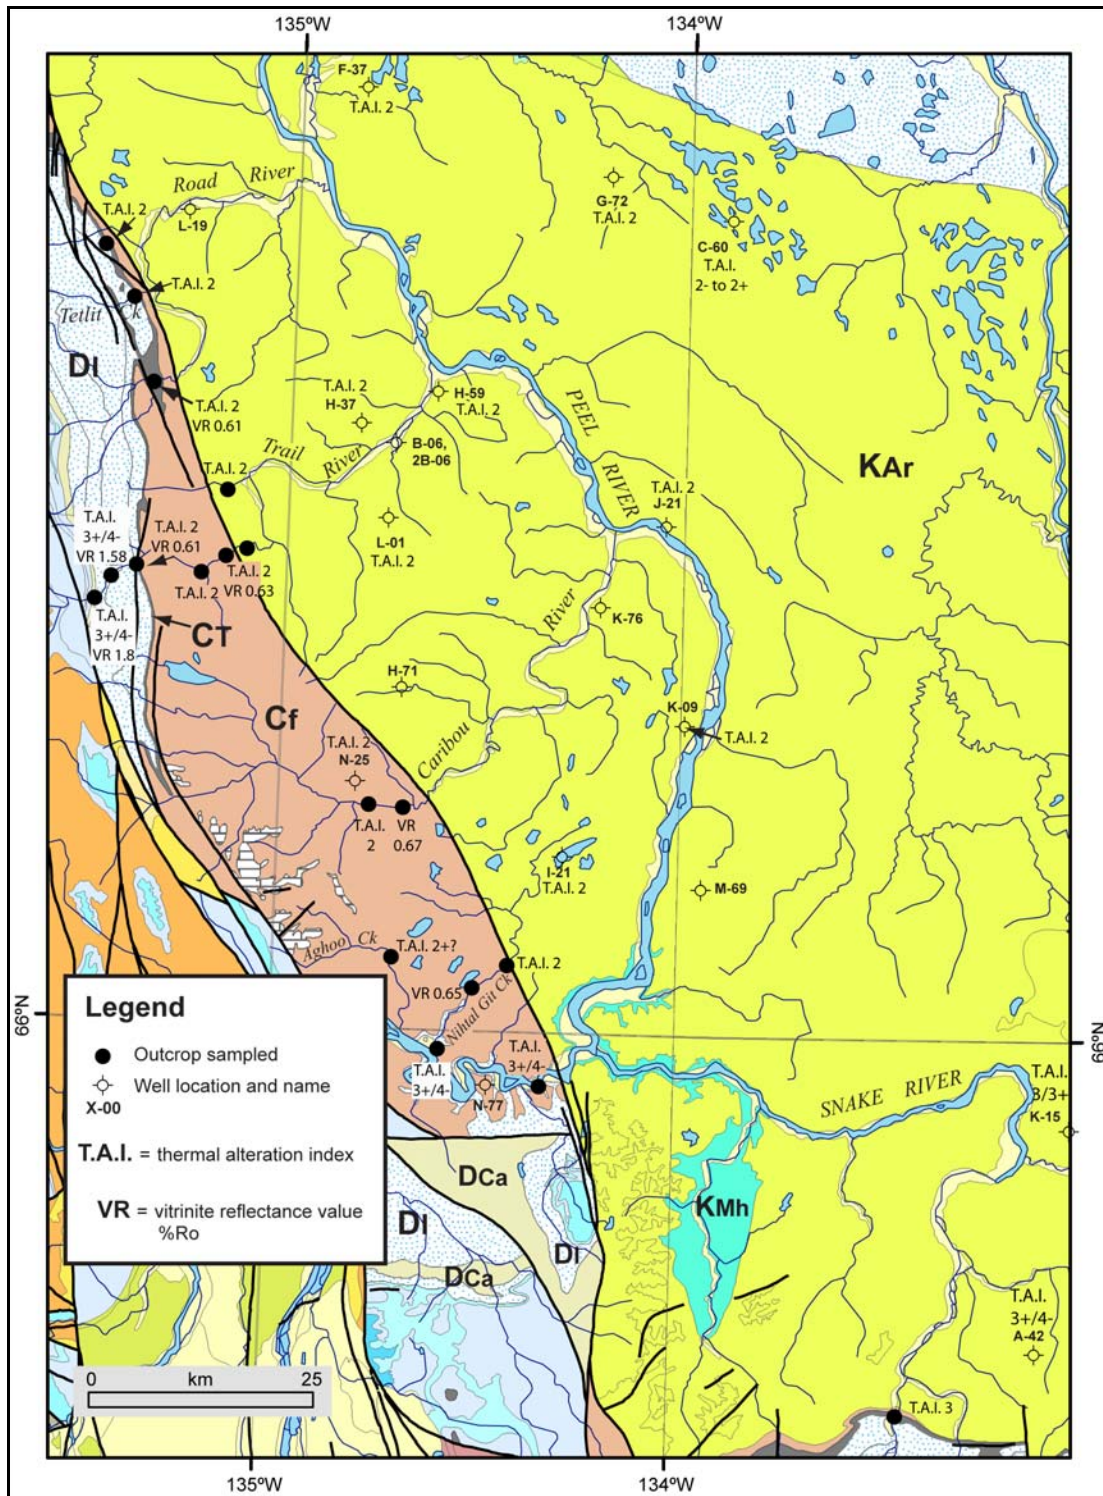 135ºW
134ºW
F-37
T.A.I. 2
Road River
G-72
T.A.I. 2
T.A.I. 2
L-19
C-60
T.A.I.
2- to 2+
T.A.I. 2
Tetlit Ck
Dl
T.A.I. 2
H-37
H-59
T.A.I. 2
T.A.I. 2
VR 0.61
PEEL RIVER
B-06,
2B-06
Trail River
KAr
T.A.I. 2
T.A.I. 2
J-21
T.A.I.
3+/4-
VR 1.58
T.A.I. 2
VR 0.61
L-01
T.A.I. 2
T.A.I. 2
T.A.I. 2
VR 0.63
T.A.I.
3+/4-
VR 1.8
CT
K-76
Caribou River
H-71
Cf
K-09
T.A.I. 2
T.A.I. 2
N-25
T.A.I.
2
VR
0.67
I-21
T.A.I. 2
M-69
Aghoo Ck
T.A.I. 2+?
T.A.I. 2
VR 0.65
Nihtal Git Ck
66ºN
66ºN
T.A.I.
3+/4-
T.A.I.
3+/4-
N-77
SNAKE RIVER
T.A.I.
3/3+
K-15
Legend
Outcrop sampled
Well location and name
X-00
T.A.I. = thermal alteration index
VR = vitrinite reflectance value
%Ro
DCa
KMh
Dl
Dl
DCa
T.A.I.
3+/4-
A-42
0 km 25
T.A.I. 3
135ºW
134ºW